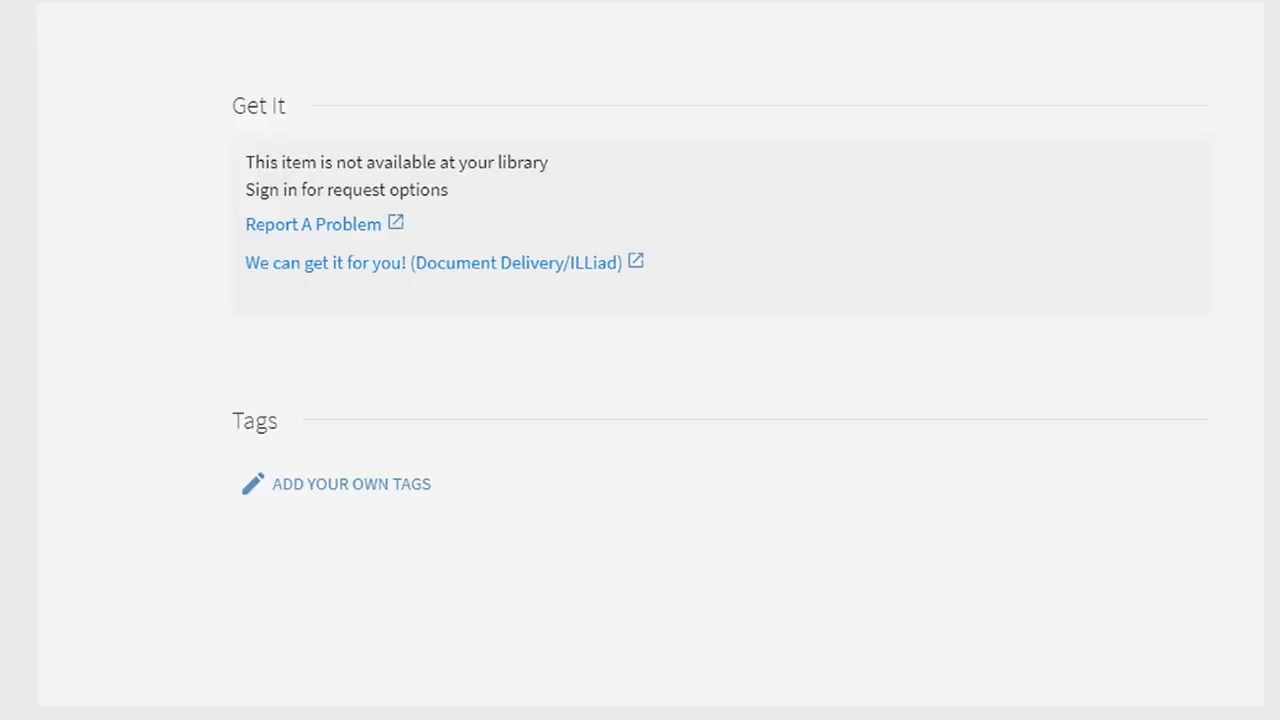 Get It
This item is not available at your library
Sign in for request options
Report A Problem
We can get it for you! (Document Delivery/ILLiad)
Tags
ADD YOUR OWN TAGS